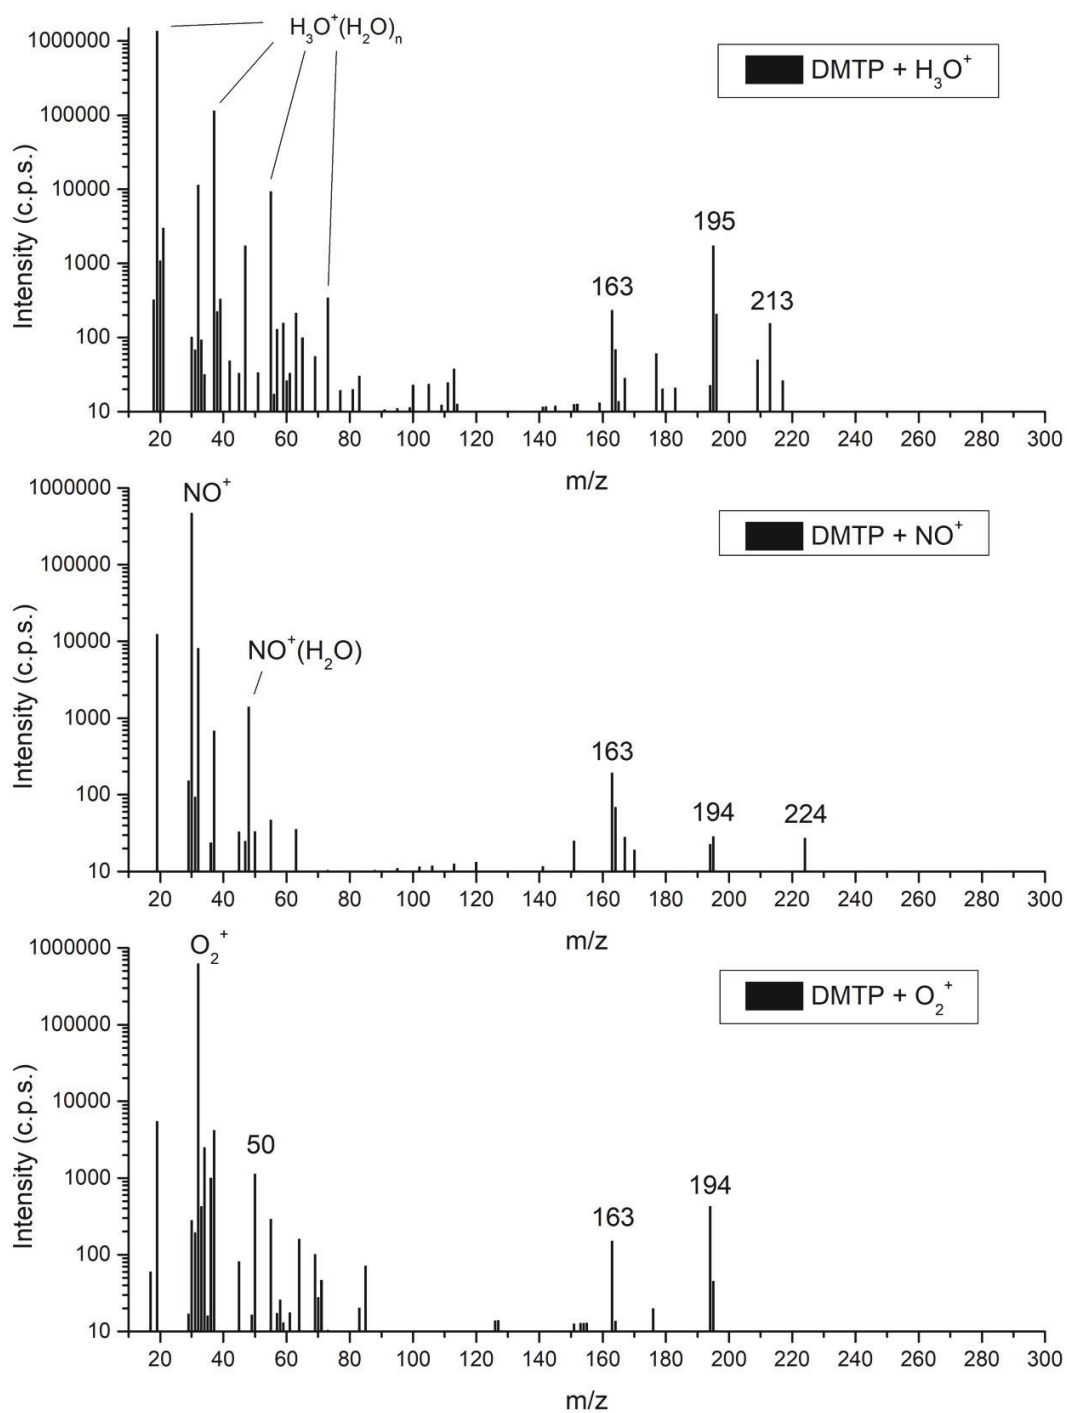 H₃O⁺(H₂O)ₙ
DMTP + H₃O⁺
Intensity (c.p.s.)
1000000
100000
10000
1000
100
10
163
195
213
20 40 60 80 100 120 140 160 180 200 220 240 260 280 300
m/z
NO⁺
DMTP + NO⁺
NO⁺(H₂O)
Intensity (c.p.s.)
1000000
100000
10000
1000
100
10
163
194
224
20 40 60 80 100 120 140 160 180 200 220 240 260 280 300
m/z
O₂⁺
DMTP + O₂⁺
Intensity (c.p.s.)
1000000
100000
10000
1000
100
10
50
163
194
20 40 60 80 100 120 140 160 180 200 220 240 260 280 300
m/z